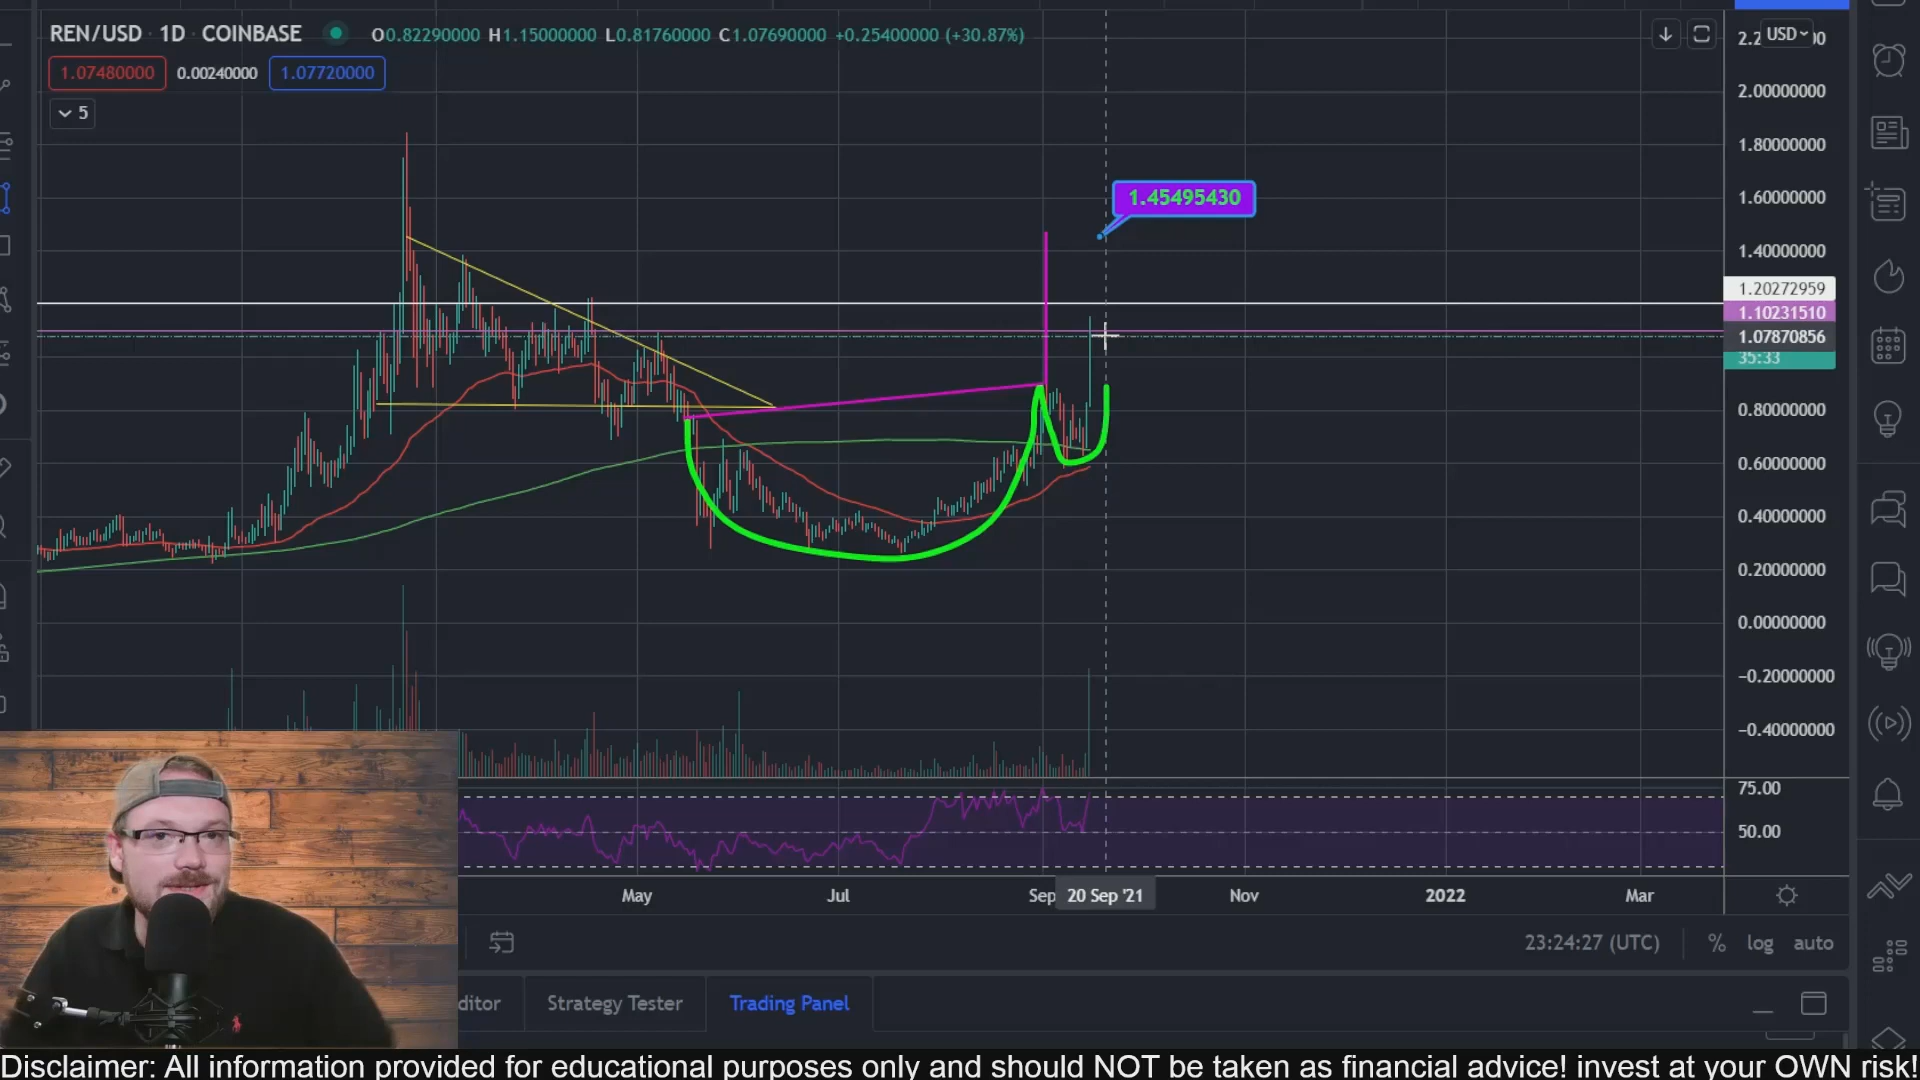 REN/USD · 1D · COINBASE O0.82290000 H1.15000000 L0.81760000 C1.07690000 +0.25400000 (+30.87%)
1.07480000 0.00240000 1.07720000
5
USD
2.00000000
1.80000000
1.60000000
1.45495430
1.40000000
1.20272959
1.10231510
1.07870856
35:33
0.80000000
0.60000000
0.40000000
0.20000000
0.00000000
−0.20000000
−0.40000000
75.00
50.00
May Jul Sep 20 Sep '21 Nov 2022 Mar
23:24:27 (UTC) % log auto
ditor Strategy Tester Trading Panel
Disclaimer: All information provided for educational purposes only and should NOT be taken as financial advice! invest at your OWN risk!